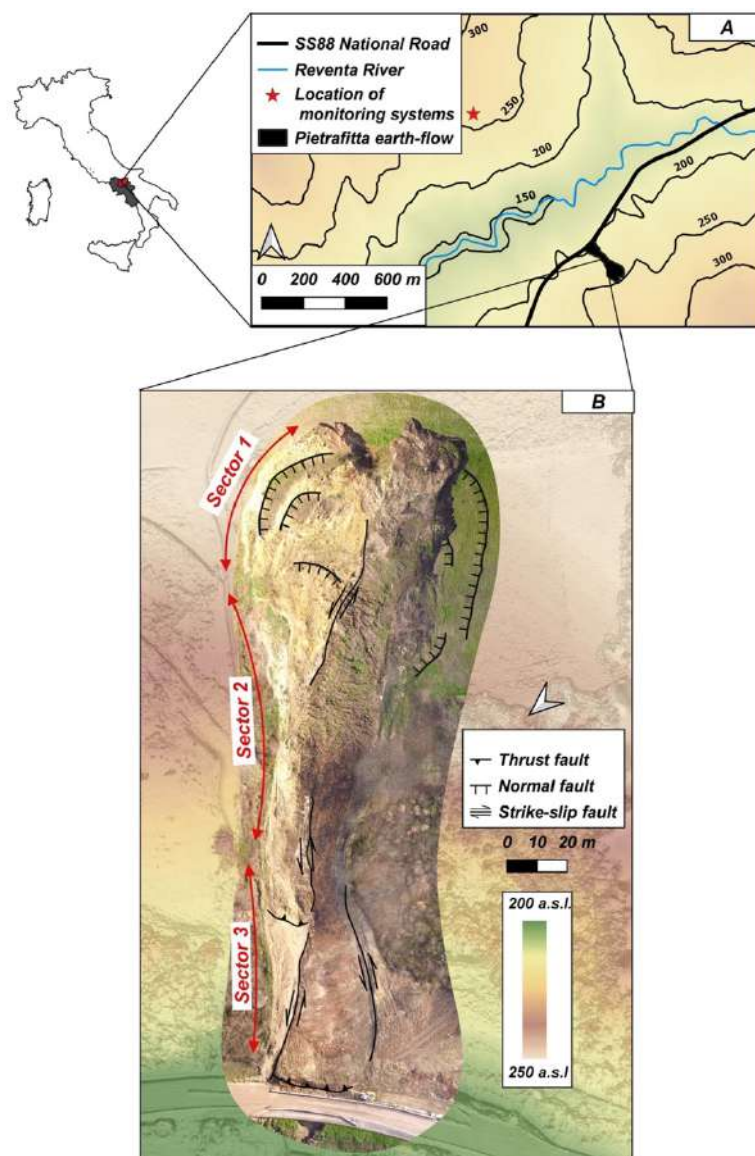 SS88 National Road
Reventa River
Location of
monitoring systems
Pietrafitta earth-flow
A
300
250
200
150
200
250
300
0 200 400 600 m
B
Sector 1
Sector 2
Sector 3
Thrust fault
Normal fault
Strike-slip fault
0 10 20 m
200 a.s.l.
250 a.s.l